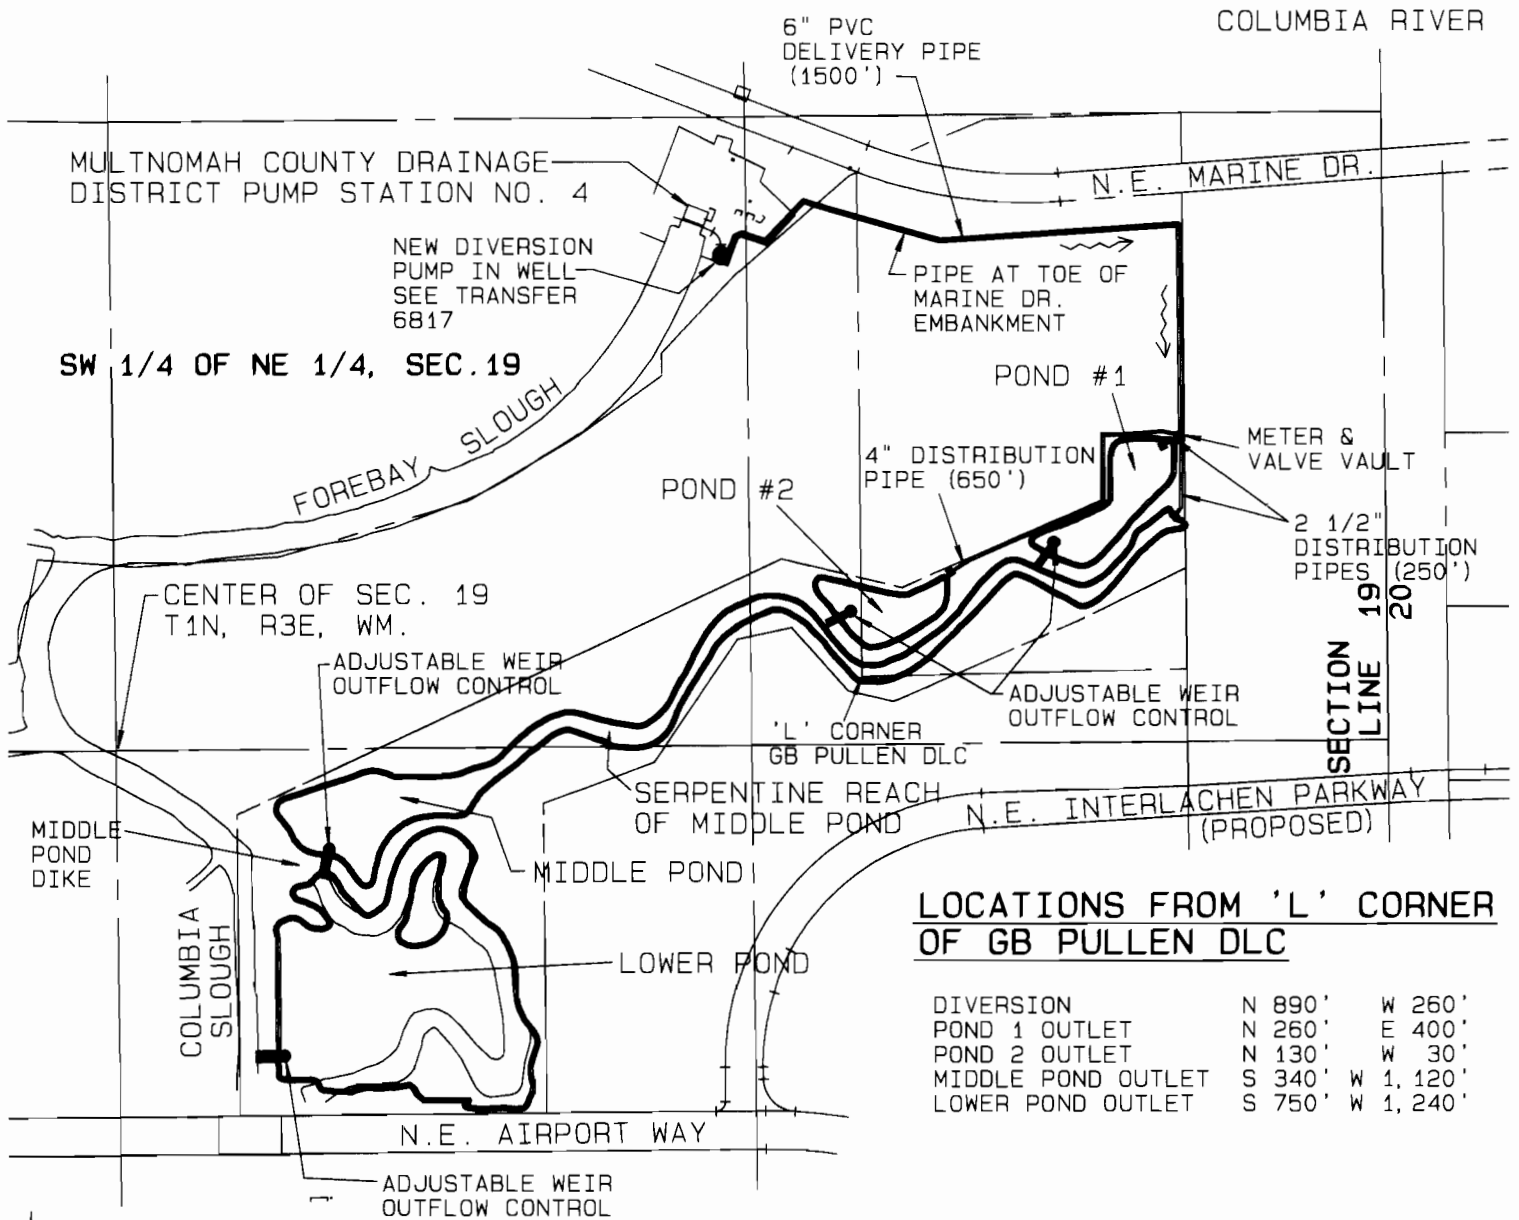 COLUMBIA RIVER
6" PVC
DELIVERY PIPE
(1500')
MULTNOMAH COUNTY DRAINAGE
DISTRICT PUMP STATION NO. 4
N.E. MARINE DR.
NEW DIVERSION
PUMP IN WELL
SEE TRANSFER
6817
PIPE AT TOE OF
MARINE DR.
EMBANKMENT
SW 1/4 OF NE 1/4, SEC.19
POND #1
FOREBAY SLOUGH
METER &
VALVE VAULT
4" DISTRIBUTION
PIPE (650')
POND #2
2 1/2"
DISTRIBUTION
PIPES (250')
CENTER OF SEC. 19
T1N, R3E, WM.
SECTION 19
LINE 20
ADJUSTABLE WEIR
OUTFLOW CONTROL
ADJUSTABLE WEIR
OUTFLOW CONTROL
'L' CORNER
GB PULLEN DLC
SERPENTINE REACH
OF MIDDLE POND
N.E. INTERLACHEN PARKWAY
(PROPOSED)
MIDDLE
POND
DIKE
MIDDLE POND
COLUMBIA
SLOUGH
LOWER POND
LOCATIONS FROM 'L' CORNER
OF GB PULLEN DLC
DIVERSION N 890' W 260'
POND 1 OUTLET N 260' E 400'
POND 2 OUTLET N 130' W 30'
MIDDLE POND OUTLET S 340' W 1,120'
LOWER POND OUTLET S 750' W 1,240'
N.E. AIRPORT WAY
ADJUSTABLE WEIR
OUTFLOW CONTROL